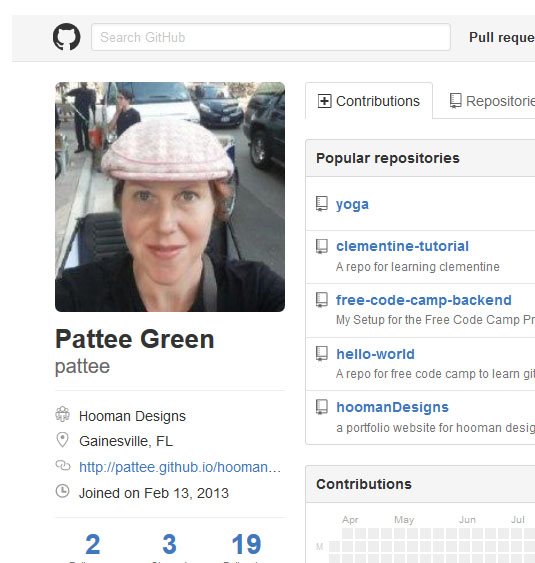 Search GitHub
Pull reque
Contributions
Repositorie
Popular repositories
yoga
clementine-tutorial
A repo for learning clementine
free-code-camp-backend
My Setup for the Free Code Camp Pr
hello-world
A repo for free code camp to learn git
hoomanDesigns
a portfolio website for hooman desig
Pattee Green
pattee
Hooman Designs
Gainesville, FL
http://pattee.github.io/hooman...
Joined on Feb 13, 2013
2 3 19
Contributions
Apr May Jun Jul
M